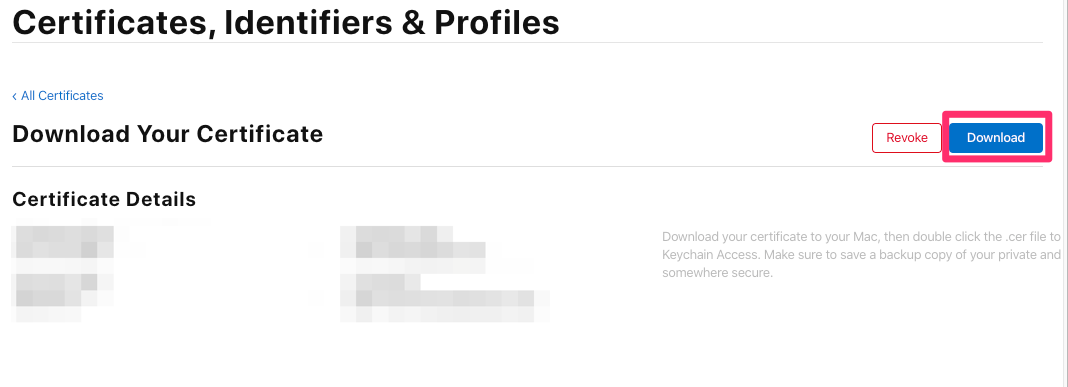 Certificates, Identifiers & Profiles
‹ All Certificates
Download Your Certificate
Revoke
Download
Certificate Details
Download your certificate to your Mac, then double click the .cer file to
Keychain Access. Make sure to save a backup copy of your private and
somewhere secure.